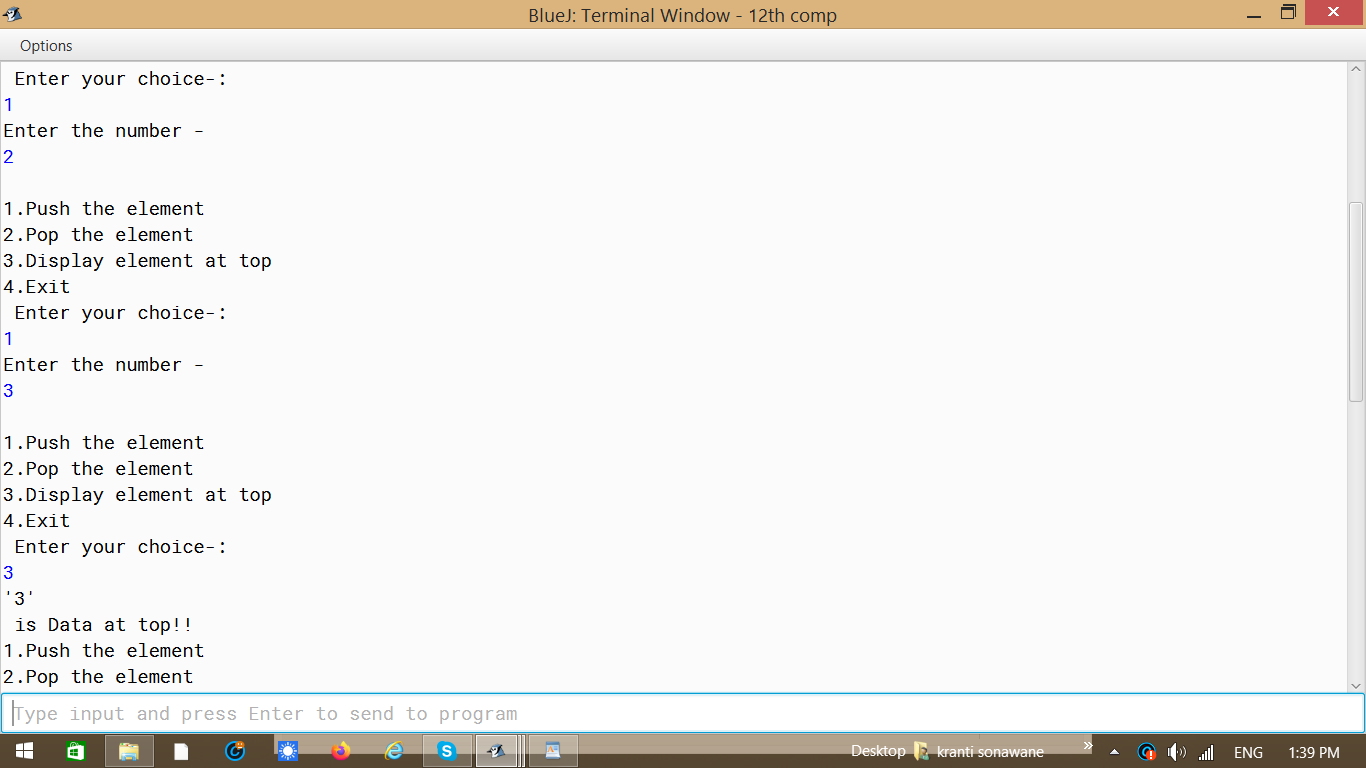 BlueJ: Terminal Window - 12th comp
Options
Enter your choice-:
1
Enter the number -
2
1.Push the element
2.Pop the element
3.Display element at top
4.Exit
Enter your choice-:
1
Enter the number -
3
1.Push the element
2.Pop the element
3.Display element at top
4.Exit
Enter your choice-:
3
'3'
is Data at top!!
1.Push the element
2.Pop the element
Type input and press Enter to send to program
Desktop kranti sonawane » ENG 1:39 PM